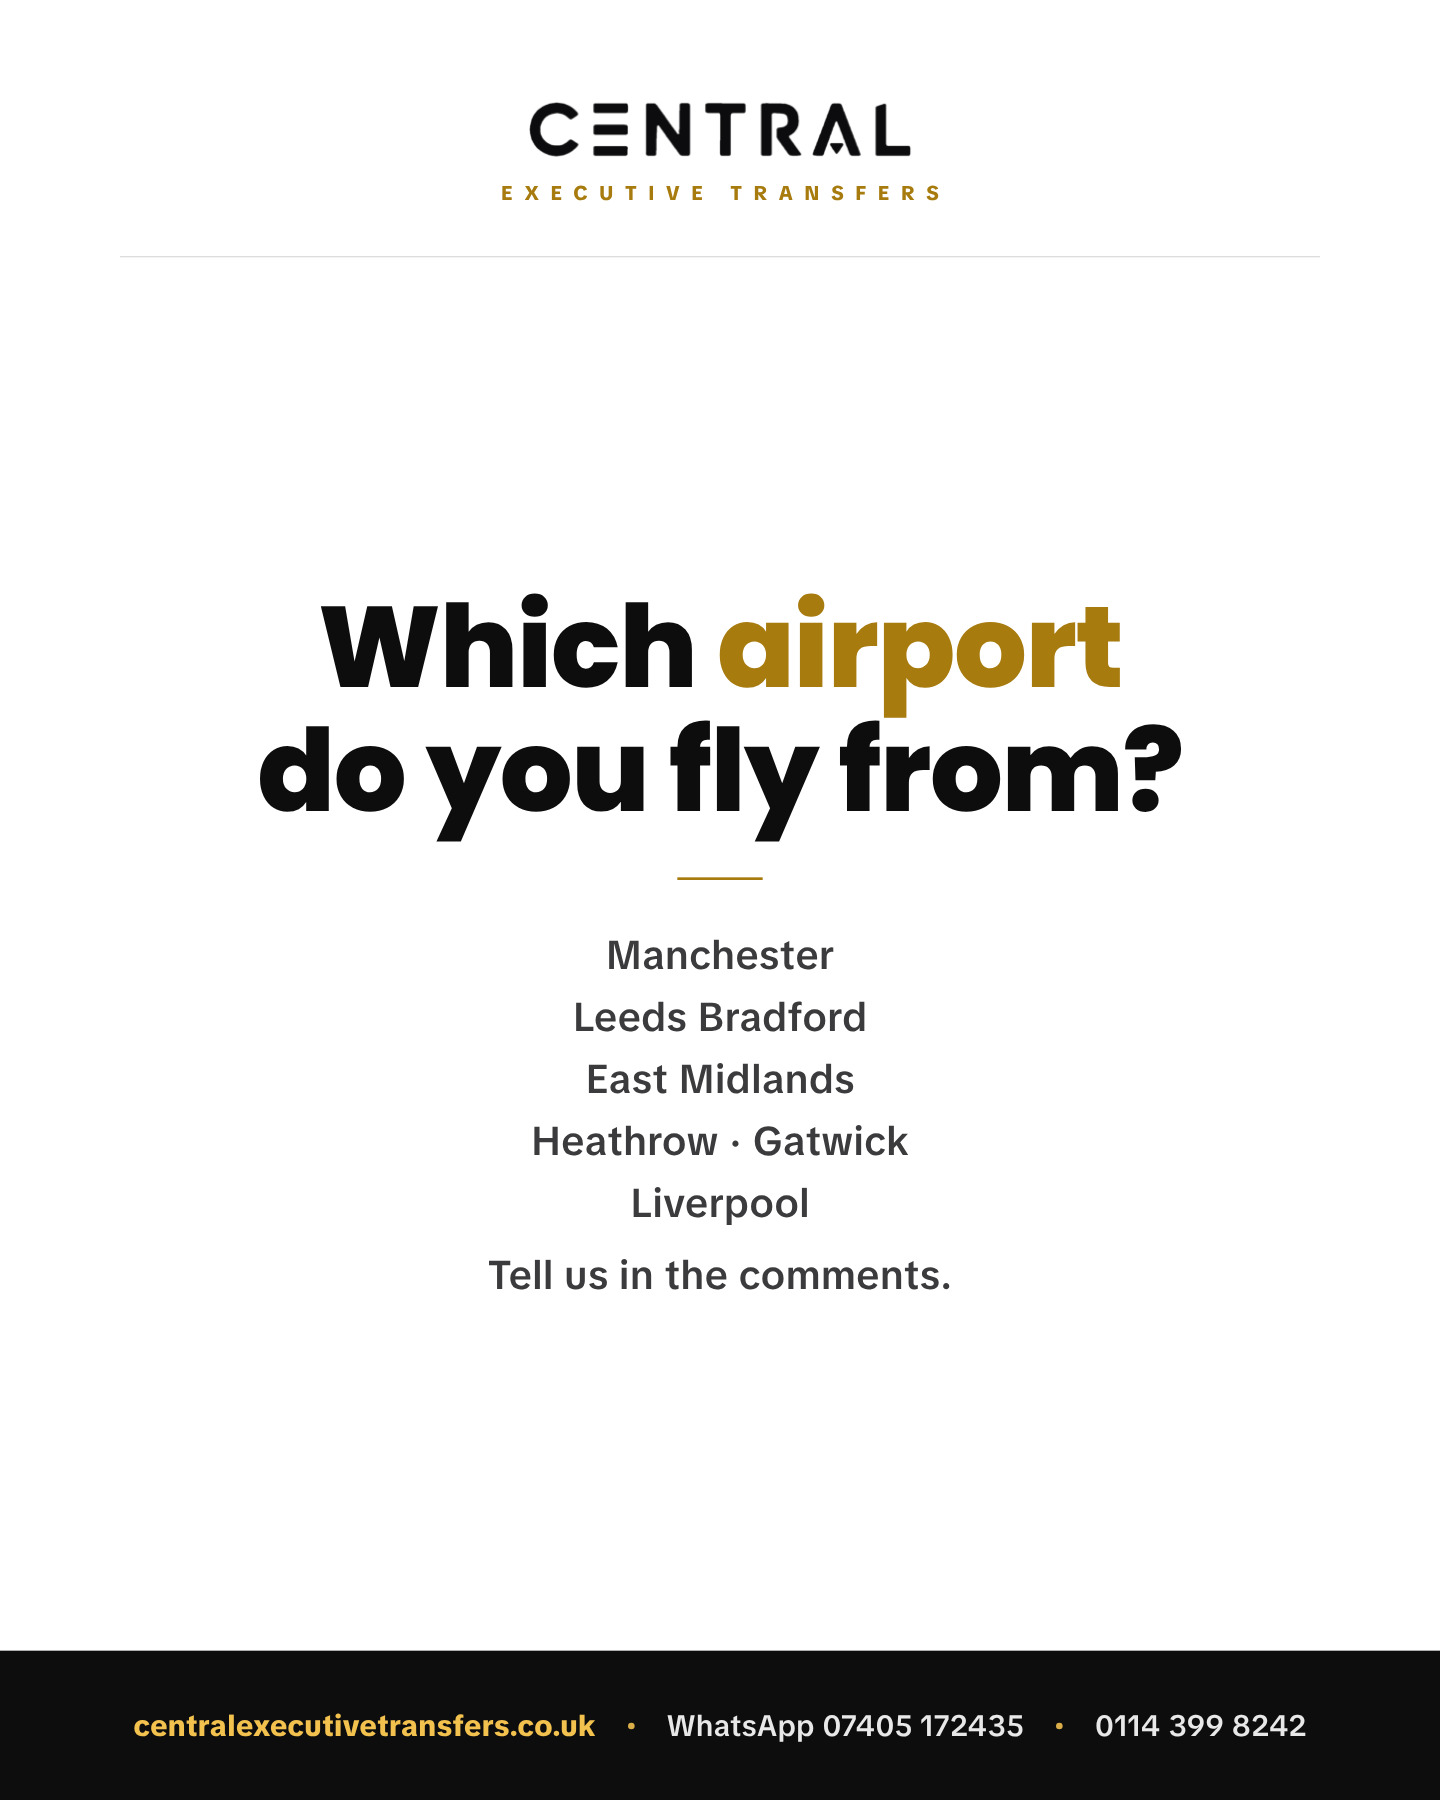 CENTRAL
EXECUTIVE TRANSFERS
Which airport
do you fly from?
Manchester
Leeds Bradford
East Midlands
Heathrow · Gatwick
Liverpool
Tell us in the comments.
centralexecutivetransfers.co.uk • WhatsApp 07405 172435 • 0114 399 8242